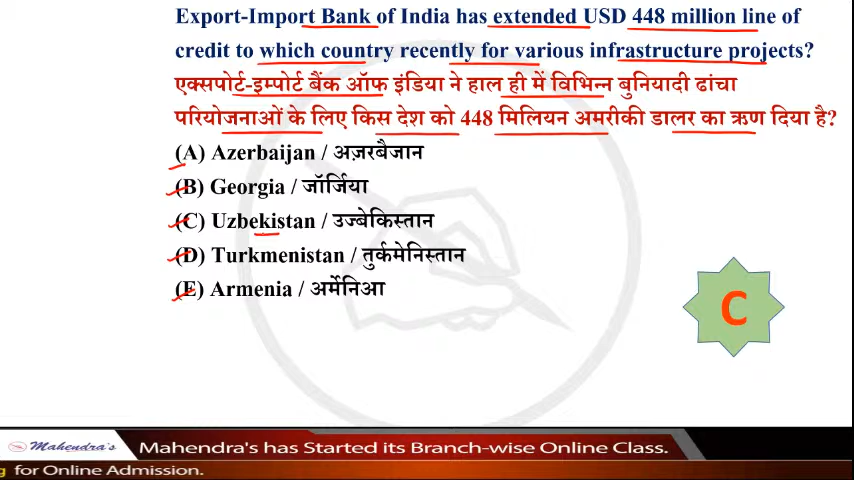 Export-Import Bank of India has extended USD 448 million line of
credit to which country recently for various infrastructure projects?
एक्सपोर्ट-इम्पोर्ट बैंक ऑफ इंडिया ने हाल ही में विभिन्न बुनियादी ढांचा
परियोजनाओं के लिए किस देश को 448 मिलियन अमरीकी डालर का ऋण दिया है?
(A) Azerbaijan / अज़रबैजान
(B) Georgia / जॉर्जिया
(C) Uzbekistan / उज्बेकिस्तान
(D) Turkmenistan / तुर्कमेनिस्तान
(E) Armenia / अर्मेनिआ
C
Mahendra's
Mahendra's has Started its Branch-wise Online Class.
g for Online Admission.